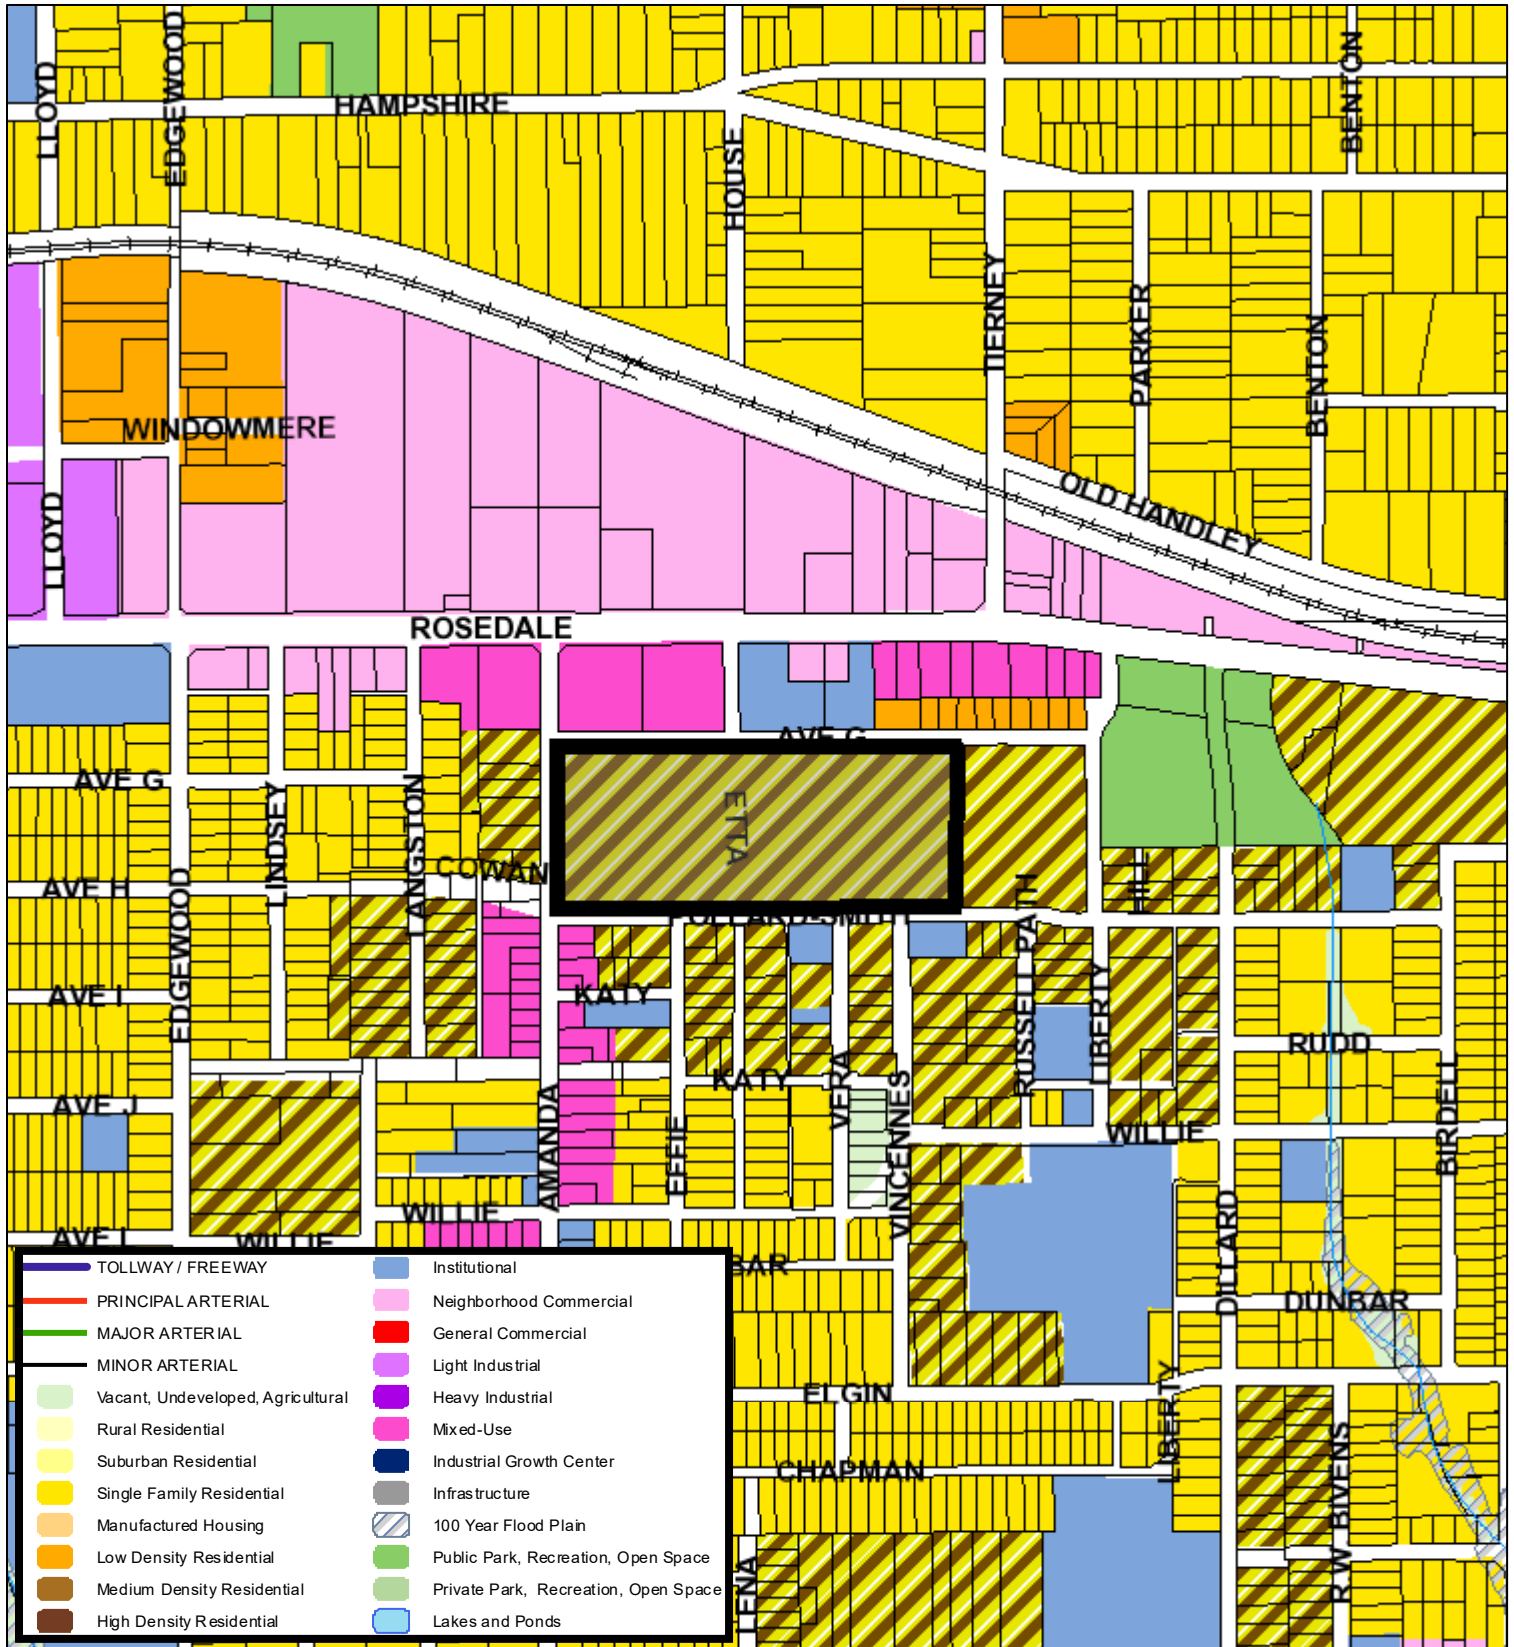 LLOYD
EDGEWOOD
HAMPSHIRE
BENTON
HOUSE
TIERNEY
PARKER
BENTON
WINDOWMERE
OLD HANDLEY
LLOYD
ROSEDALE
AVE G
AVE G
ETTA
LINDSEY
LANGSTON
COWAN
AVE H
HILL
EDGEWOOD
POLLARD-SMITH
RUSSELL PATH
AVE I
KATY
LIBERTY
RUDD
KATY
VERA
AVE J
AMANDA
EFFIE
VINCENNES
WILLIE
BIRDELL
WILLIE
DILLARD
AVE L
WILLIE
BAR
DUNBAR
ELGIN
LIBERTY
CHAPMAN
R W BIVENS
LENA
TOLLWAY / FREEWAY
PRINCIPAL ARTERIAL
MAJOR ARTERIAL
MINOR ARTERIAL
Vacant, Undeveloped, Agricultural
Rural Residential
Suburban Residential
Single Family Residential
Manufactured Housing
Low Density Residential
Medium Density Residential
High Density Residential
Institutional
Neighborhood Commercial
General Commercial
Light Industrial
Heavy Industrial
Mixed-Use
Industrial Growth Center
Infrastructure
100 Year Flood Plain
Public Park, Recreation, Open Space
Private Park, Recreation, Open Space
Lakes and Ponds